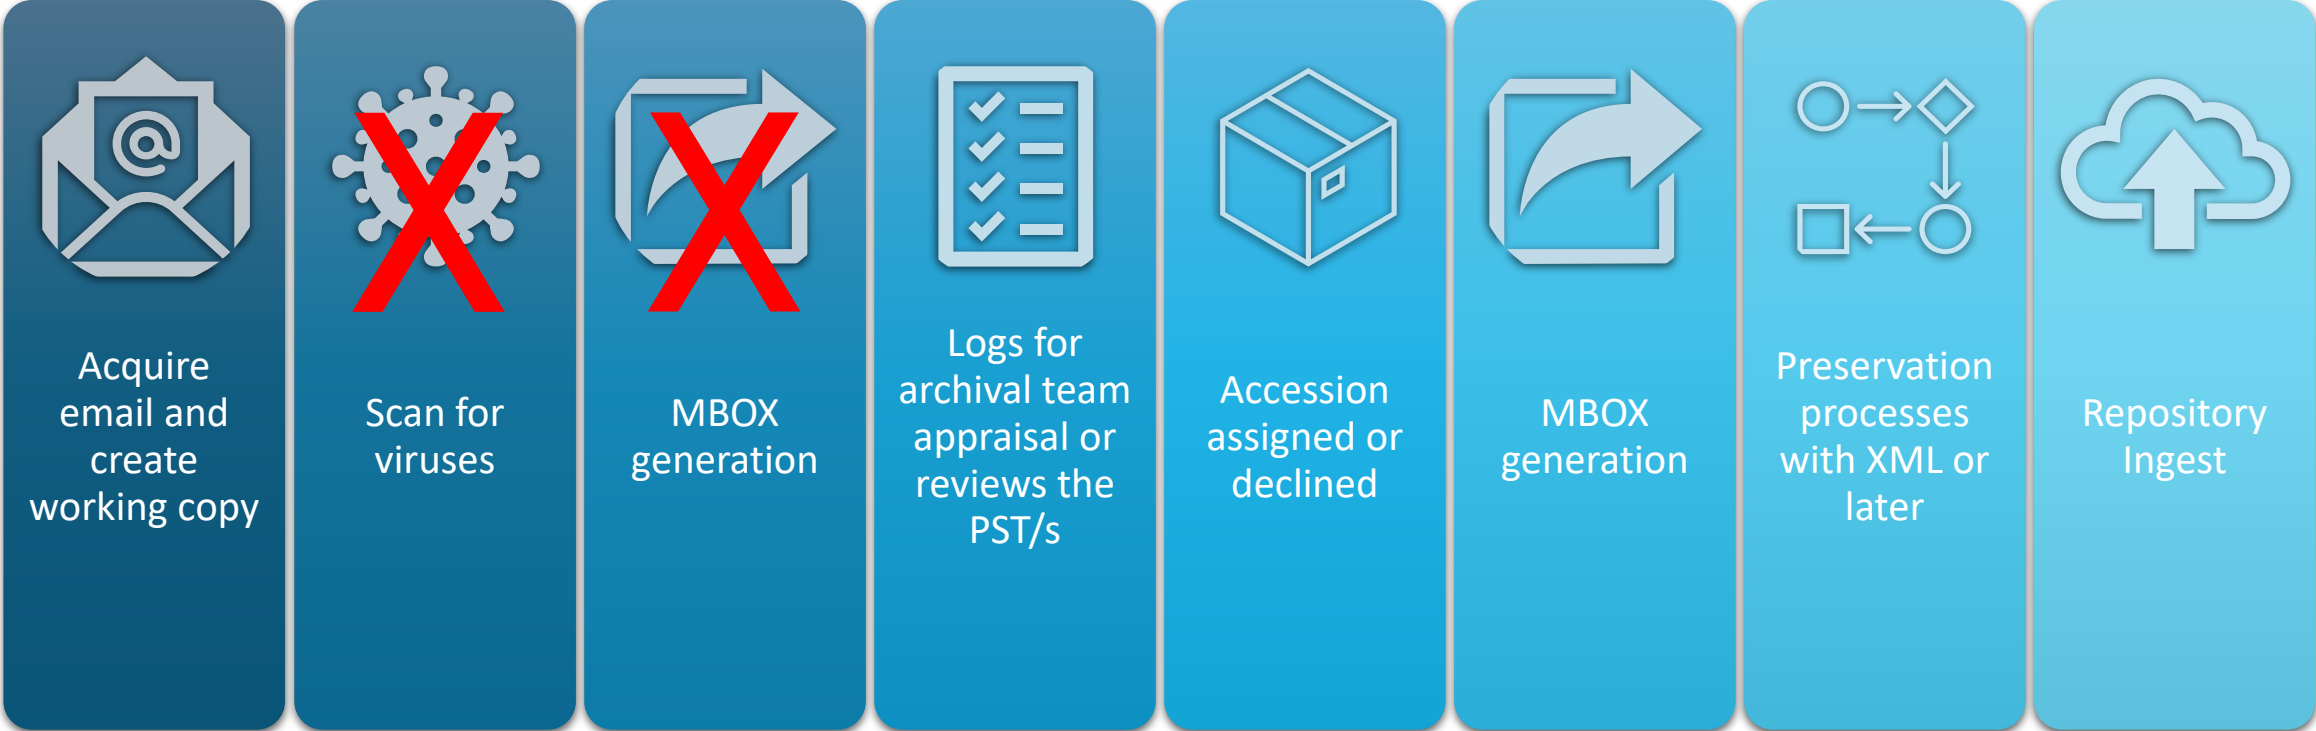 Acquire
email and
create
working copy
X
Scan for
viruses
X
MBOX
generation
Logs for
archival team
appraisal or
reviews the
PST/s
Accession
assigned or
declined
MBOX
generation
Preservation
processes
with XML or
later
Repository
Ingest